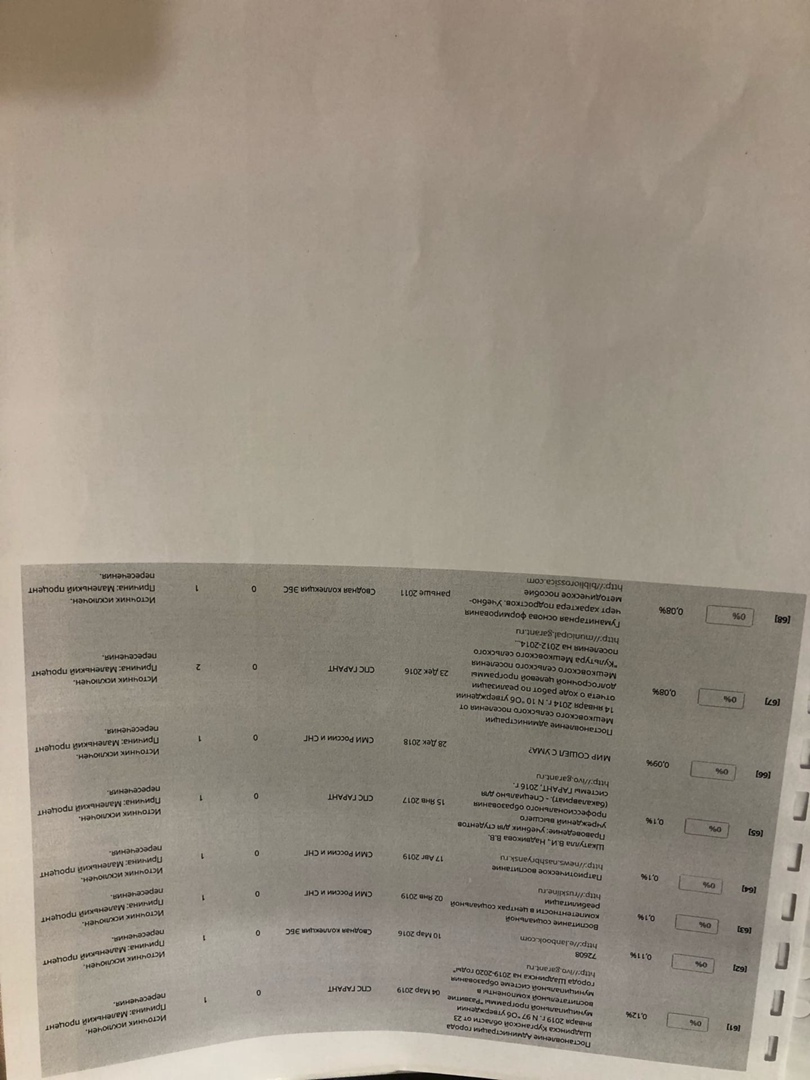 [61]
0%
0,12%
Постановление Администрации города
Шадринска Курганской области от 23
января 2019 г. N 97 "Об утверждении
муниципальной программы "Развитие
воспитательной компоненты в
муниципальной системе образования
города Шадринска на 2019-2020 годы"
http://ivo.garant.ru
04 Мар 2019
СПС ГАРАНТ
0
1
Источник исключен.
Причина: Маленький процент
пересечения.
[62]
0%
0,11%
72608
http://e.lanbook.com
10 Мар 2016
Сводная коллекция ЭБС
0
1
Источник исключен.
Причина: Маленький процент
пересечения.
[63]
0%
0,1%
Воспитание социальной
компетентности в центрах социальной
реабилитации
http://ruskline.ru
02 Янв 2019
СМИ России и СНГ
0
1
Источник исключен.
Причина: Маленький процент
пересечения.
[64]
0%
0,1%
Патриотическое воспитание
http://news.nashbryansk.ru
17 Авг 2019
СМИ России и СНГ
0
1
Источник исключен.
Причина: Маленький процент
пересечения.
[65]
0%
0,1%
Шкатулла В.И., Надвикова В.В.
Правоведение: учебник для студентов
учреждений высшего
профессионального образования
(бакалавриат). - Специально для
системы ГАРАНТ, 2016 г.
http://ivo.garant.ru
15 Янв 2017
СПС ГАРАНТ
0
1
Источник исключен.
Причина: Маленький процент
пересечения.
[66]
0%
0,09%
МИР СОШЕЛ С УМА?
28 Дек 2018
СМИ России и СНГ
0
1
Источник исключен.
Причина: Маленький процент
пересечения.
[67]
0%
0,08%
Постановление администрации
Мешковского сельского поселения от
14 января 2014 г. N 10 "Об утверждении
отчета о ходе работ по реализации
долгосрочной целевой программы
Мешковского сельского поселения
"Культура Мешковского сельского
поселения на 2012-2014...
http://municipal.garant.ru
23 Дек 2016
СПС ГАРАНТ
0
2
Источник исключен.
Причина: Маленький процент
пересечения.
[68]
0%
0,08%
Гуманитарная основа формирования
черт характера подростков. Учебно-
методическое пособие
http://bibliorossica.com
раньше 2011
Сводная коллекция ЭБС
0
1
Источник исключен.
Причина: Маленький процент
пересечения.